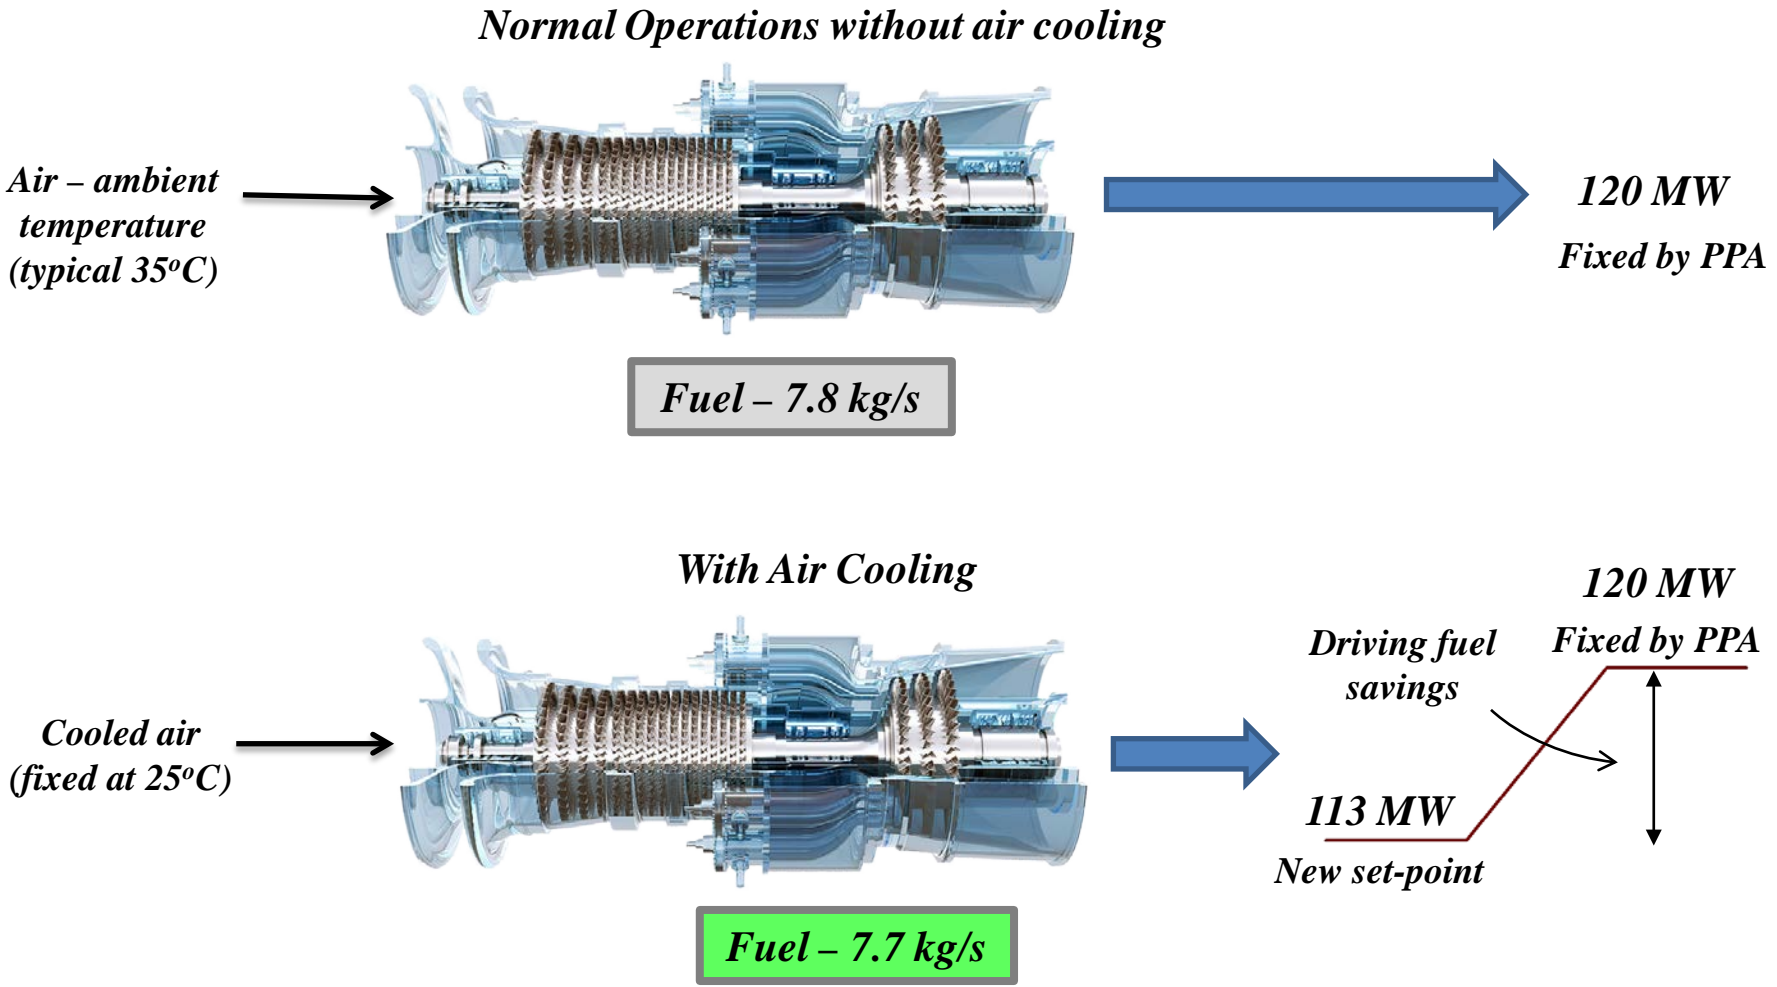 Normal Operations without air cooling
Air – ambient
temperature
(typical 35°C)
120 MW
Fixed by PPA
Fuel – 7.8 kg/s
With Air Cooling
Cooled air
(fixed at 25°C)
120 MW
Fixed by PPA
Driving fuel
savings
113 MW
New set-point
Fuel – 7.7 kg/s